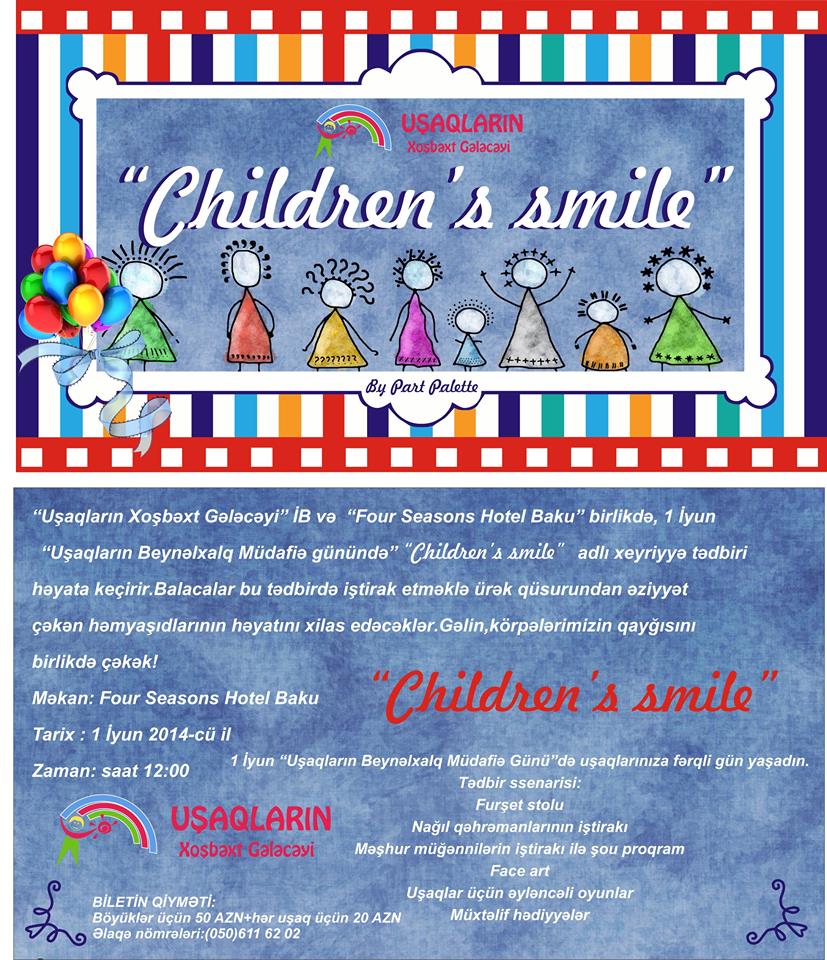 UŞAQLARIN
Xoşbəxt Gələcəyi
“Children's smile”
By Part Palette
“Uşaqların Xoşbəxt Gələcəyi” İB və “Four Seasons Hotel Baku” birlikdə, 1 İyun
“Uşaqların Beynəlxalq Müdafiə günündə” “Children's smile” adlı xeyriyyə tədbiri
həyata keçirir.Balacalar bu tədbirdə iştirak etməklə ürək qüsurundan əziyyət
çəkən həmyaşıdlarının həyatını xilas edəcəklər.Gəlin,körpələrimizin qayğısını
birlikdə çəkək!
Məkan: Four Seasons Hotel Baku
Tarix : 1 İyun 2014-cü il
Zaman: saat 12:00
“Children's smile”
1 İyun “Uşaqların Beynəlxalq Müdafiə Günü”də uşaqlarınıza fərqli gün yaşadın.
Tədbir ssenarisi:
Furşet stolu
Nağıl qəhrəmanlarının iştirakı
Məşhur müğənnilərin iştirakı ilə şou proqram
Face art
Uşaqlar üçün əyləncəli oyunlar
Müxtəlif hədiyyələr
UŞAQLARIN
Xoşbəxt Gələcəyi
BİLETİN QİYMƏTİ:
Böyüklər üçün 50 AZN+hər uşaq üçün 20 AZN
Əlaqə nömrələri:(050)611 62 02